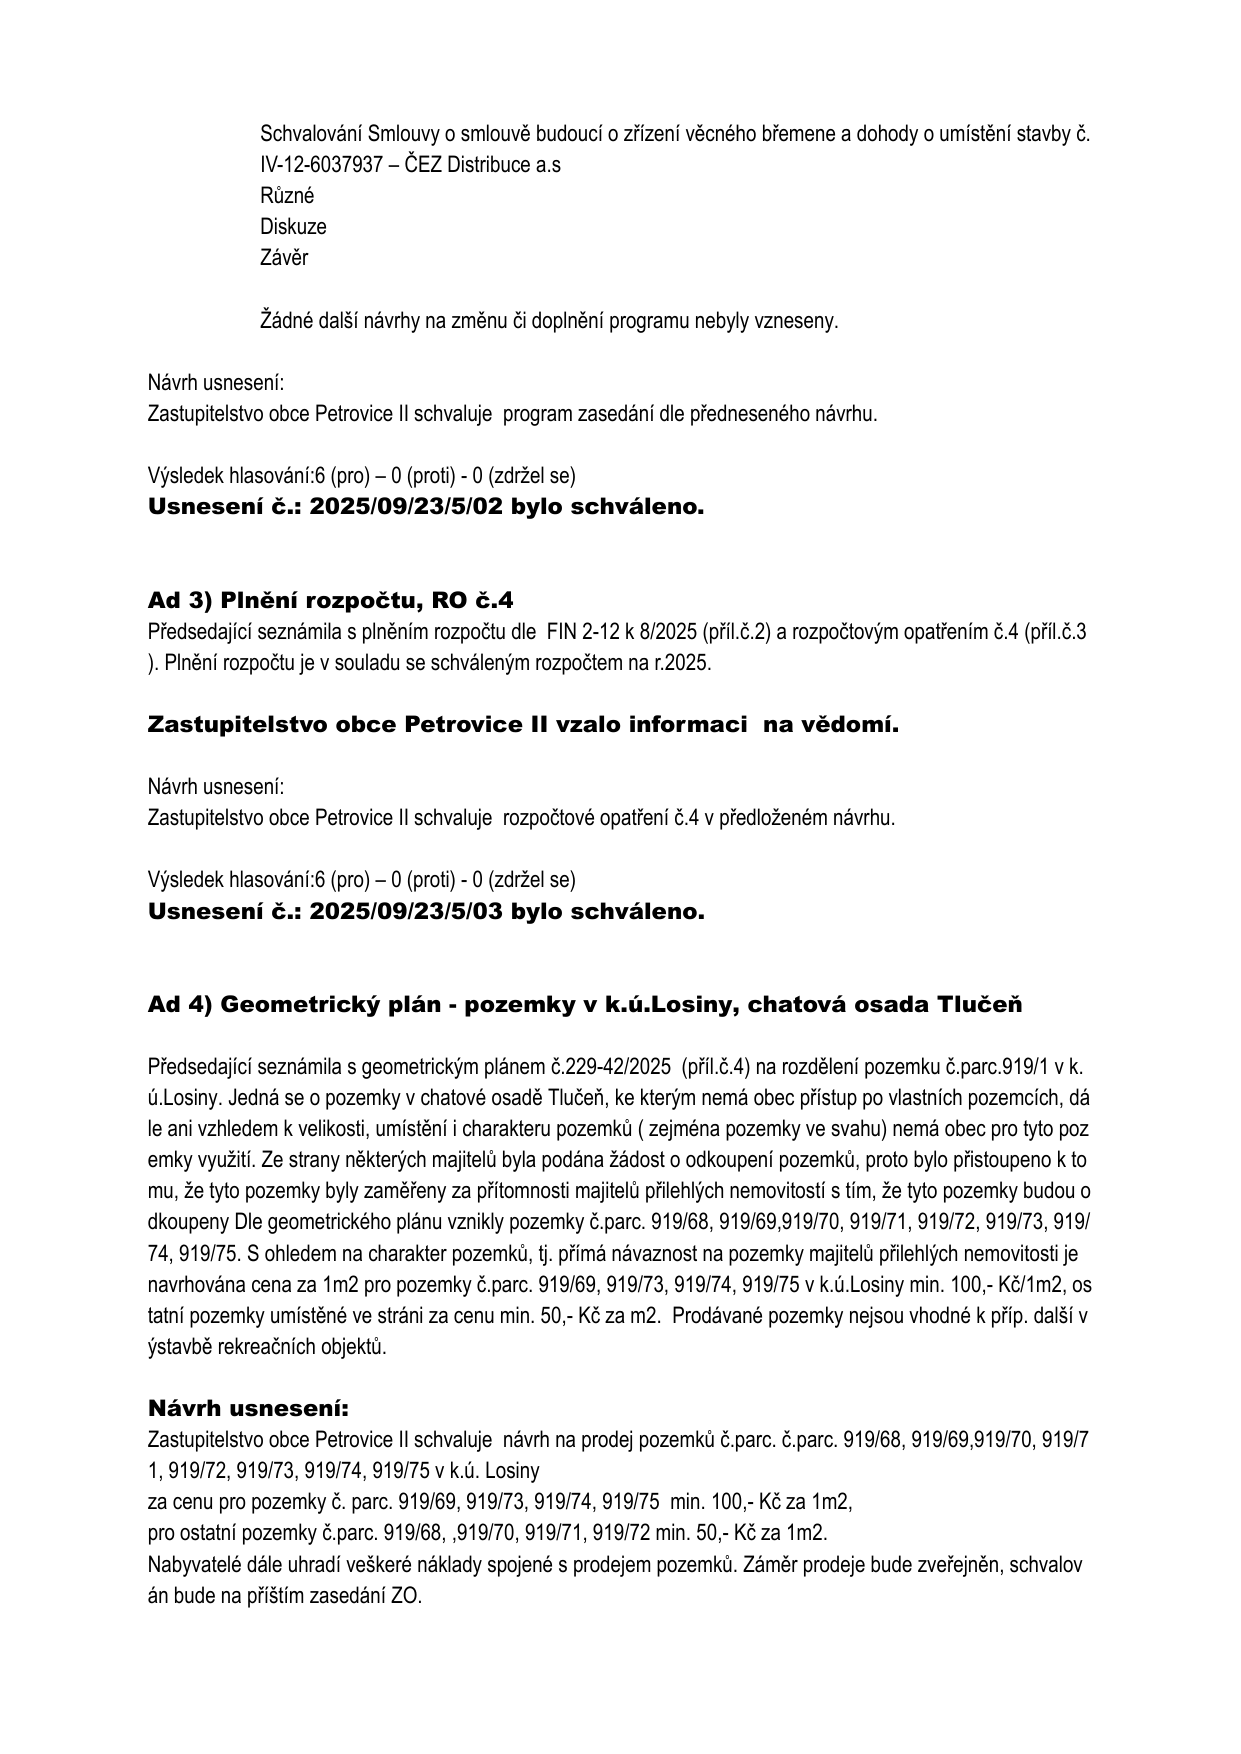 Schvalování Smlouvy o smlouvě budoucí o zřízení věcného břemene a dohody o umístění stavby č.
IV-12-6037937 – ČEZ Distribuce a.s
Různé
Diskuze
Závěr
Žádné další návrhy na změnu či doplnění programu nebyly vzneseny.
Návrh usnesení:
Zastupitelstvo obce Petrovice II schvaluje  program zasedání dle předneseného návrhu.
Výsledek hlasování:6 (pro) – 0 (proti) - 0 (zdržel se)
Usnesení č.: 2025/09/23/5/02 bylo schváleno.
Ad 3) Plnění rozpočtu, RO č.4
Předsedající seznámila s plněním rozpočtu dle  FIN 2-12 k 8/2025 (příl.č.2) a rozpočtovým opatřením č.4 (příl.č.3
). Plnění rozpočtu je v souladu se schváleným rozpočtem na r.2025.
Zastupitelstvo obce Petrovice II vzalo informaci  na vědomí.
Návrh usnesení:
Zastupitelstvo obce Petrovice II schvaluje  rozpočtové opatření č.4 v předloženém návrhu.
Výsledek hlasování:6 (pro) – 0 (proti) - 0 (zdržel se)
Usnesení č.: 2025/09/23/5/03 bylo schváleno.
Ad 4) Geometrický plán - pozemky v k.ú.Losiny, chatová osada Tlučeň
Předsedající seznámila s geometrickým plánem č.229-42/2025  (příl.č.4) na rozdělení pozemku č.parc.919/1 v k.
ú.Losiny. Jedná se o pozemky v chatové osadě Tlučeň, ke kterým nemá obec přístup po vlastních pozemcích, dá
le ani vzhledem k velikosti, umístění i charakteru pozemků ( zejména pozemky ve svahu) nemá obec pro tyto poz
emky využití. Ze strany některých majitelů byla podána žádost o odkoupení pozemků, proto bylo přistoupeno k to
mu, že tyto pozemky byly zaměřeny za přítomnosti majitelů přilehlých nemovitostí s tím, že tyto pozemky budou o
dkoupeny Dle geometrického plánu vznikly pozemky č.parc. 919/68, 919/69,919/70, 919/71, 919/72, 919/73, 919/
74, 919/75. S ohledem na charakter pozemků, tj. přímá návaznost na pozemky majitelů přilehlých nemovitosti je
navrhována cena za 1m2 pro pozemky č.parc. 919/69, 919/73, 919/74, 919/75 v k.ú.Losiny min. 100,- Kč/1m2, os
tatní pozemky umístěné ve stráni za cenu min. 50,- Kč za m2.  Prodávané pozemky nejsou vhodné k příp. další v
ýstavbě rekreačních objektů.
Návrh usnesení:
Zastupitelstvo obce Petrovice II schvaluje  návrh na prodej pozemků č.parc. č.parc. 919/68, 919/69,919/70, 919/7
1, 919/72, 919/73, 919/74, 919/75 v k.ú. Losiny
za cenu pro pozemky č. parc. 919/69, 919/73, 919/74, 919/75  min. 100,- Kč za 1m2,
pro ostatní pozemky č.parc. 919/68, ,919/70, 919/71, 919/72 min. 50,- Kč za 1m2.
Nabyvatelé dále uhradí veškeré náklady spojené s prodejem pozemků. Záměr prodeje bude zveřejněn, schvalov
án bude na příštím zasedání ZO.